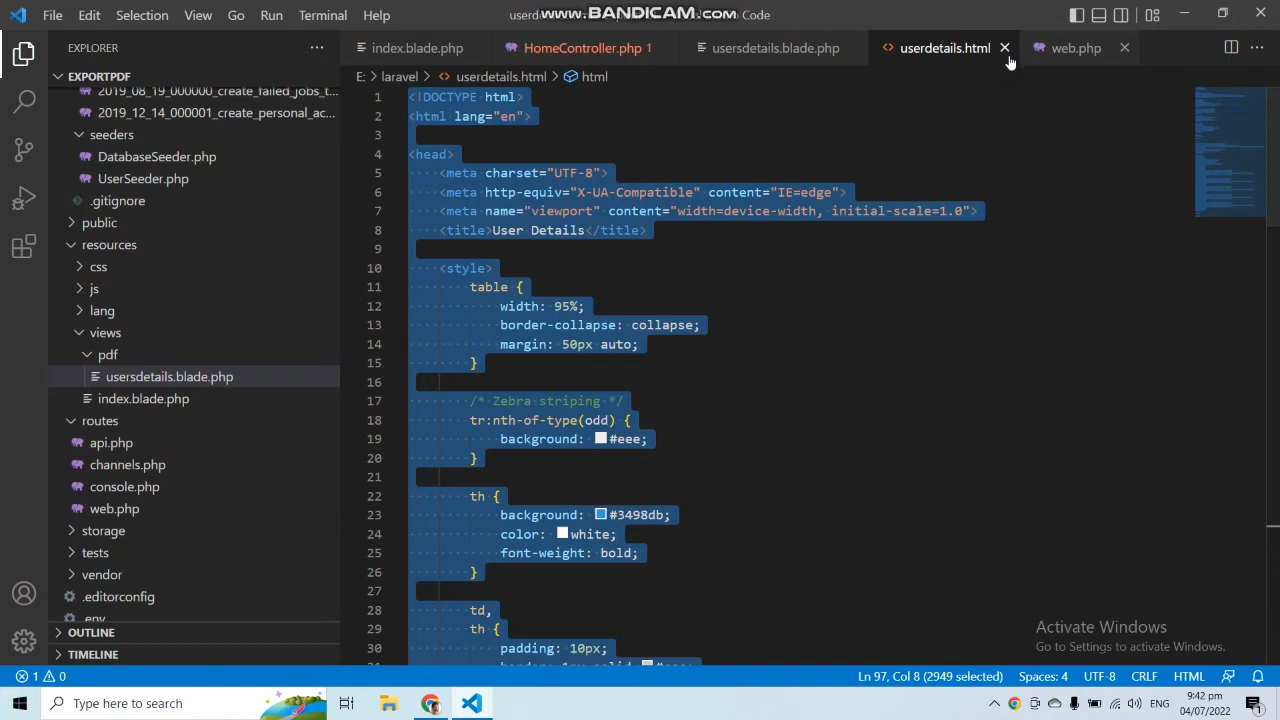 File Edit Selection View Go Run Terminal Help
www.BANDICAM.com
Code
EXPLORER
index.blade.php
HomeController.php 1
usersdetails.blade.php
userdetails.html
web.php
EXPORTPDF
E: > laravel > userdetails.html > html
2019_08_19_000000_create_failed_jobs_t...
2019_12_14_000001_create_personal_ac...
seeders
DatabaseSeeder.php
UserSeeder.php
.gitignore
public
resources
css
js
lang
views
pdf
usersdetails.blade.php
index.blade.php
routes
api.php
channels.php
console.php
web.php
storage
tests
vendor
.editorconfig
.env
OUTLINE
TIMELINE
1 <!DOCTYPE html>
2 <html lang="en">
3
4 <head>
5 <meta charset="UTF-8">
6 <meta http-equiv="X-UA-Compatible" content="IE=edge">
7 <meta name="viewport" content="width=device-width, initial-scale=1.0">
8 <title>User Details</title>
9
10 <style>
11 table {
12 width: 95%;
13 border-collapse: collapse;
14 margin: 50px auto;
15 }
16
17 /* Zebra striping */
18 tr:nth-of-type(odd) {
19 background: #eee;
20 }
21
22 th {
23 background: #3498db;
24 color: white;
25 font-weight: bold;
26 }
27
28 td,
29 th {
30 padding: 10px;
Activate Windows
Go to Settings to activate Windows.
1 0
Ln 97, Col 8 (2949 selected) Spaces: 4 UTF-8 CRLF HTML
Type here to search
ENG
9:42 pm
04/07/2022
1